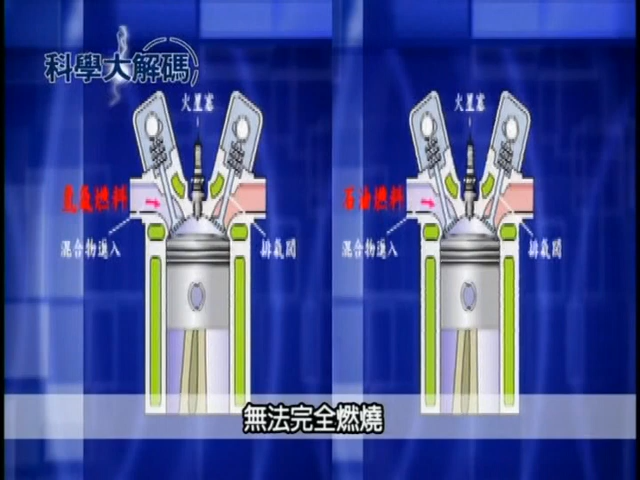 科學大解碼
火星塞
火星塞
氫氣燃料
石油燃料
混合物進入
排氣閥
混合物進入
排氣閥
無法完全燃燒